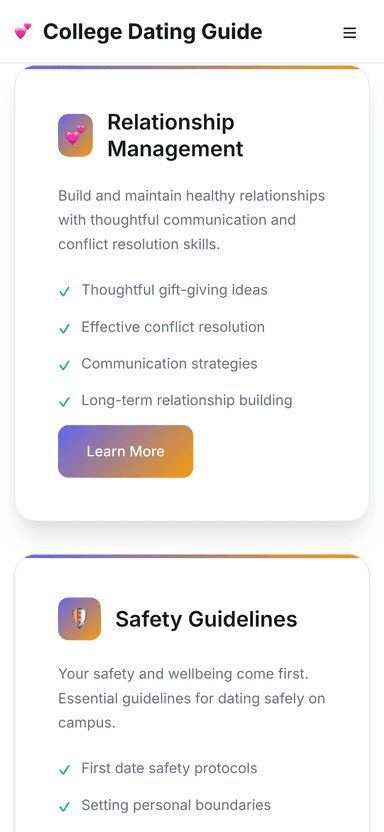 College Dating Guide
Relationship
Management
Build and maintain healthy relationships
with thoughtful communication and
conflict resolution skills.
Thoughtful gift-giving ideas
Effective conflict resolution
Communication strategies
Long-term relationship building
Learn More
Safety Guidelines
Your safety and wellbeing come first.
Essential guidelines for dating safely on
campus.
First date safety protocols
Setting personal boundaries